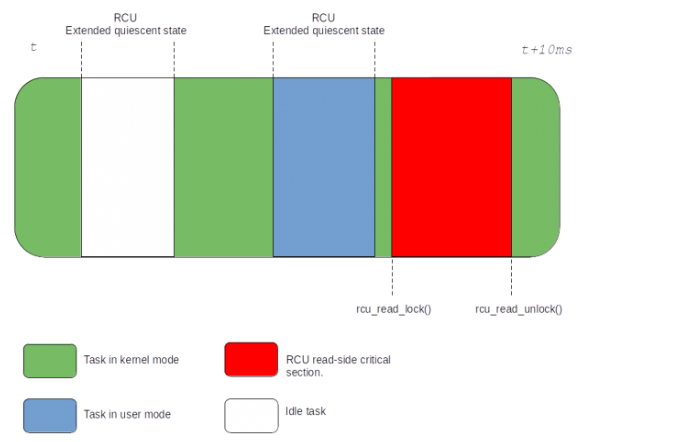 RCU
Extended quiescent state
RCU
Extended quiescent state
t
t+10ms
rcu_read_lock()
rcu_read_unlock()
Task in kernel mode
RCU read-side critical
section.
Task in user mode
Idle task